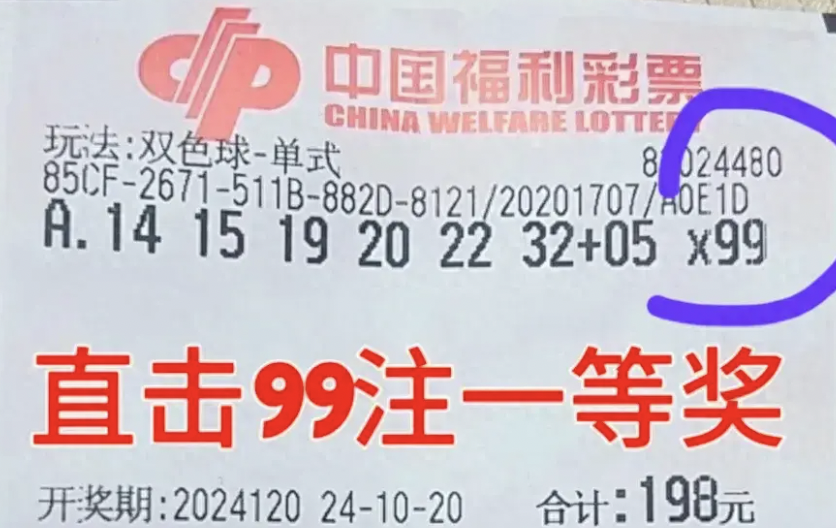 中国福利彩票
CHINA WELFARE LOTTERY
玩法:双色球-单式
024480
85CF-2671-511B-882D-8121/20201707/A0E1D
A.14 15 19 20 22 32+05 x99
直击99注一等奖
开奖期:2024120 24-10-20 合计:198元